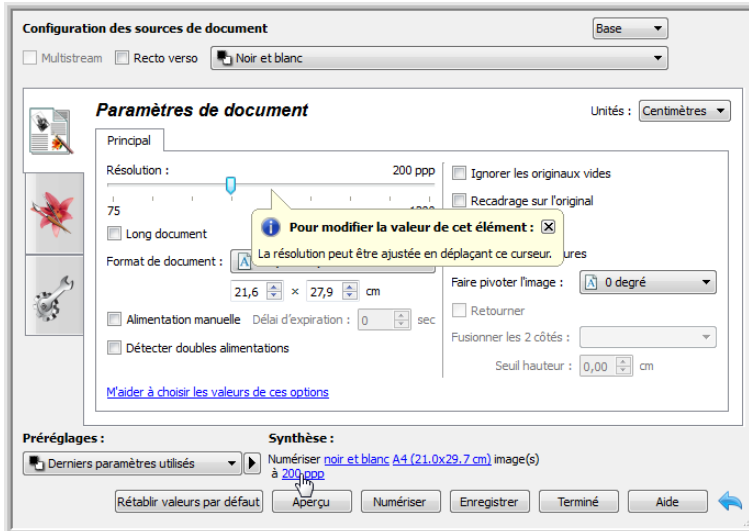 Configuration des sources de document
Base
Multistream Recto verso Noir et blanc
Paramètres de document
Unités : Centimètres
Principal
Résolution : 200 ppp
Ignorer les originaux vides
Recadrage sur l'original
75
Pour modifier la valeur de cet élément :
La résolution peut être ajustée en déplaçant ce curseur.
Long document
Format de document :
21,6 × 27,9 cm
Faire pivoter l'image : 0 degré
Retourner
Alimentation manuelle Délai d'expiration : 0 sec
Fusionner les 2 côtés :
Détecter doubles alimentations
Seuil hauteur : 0,00 cm
M'aider à choisir les valeurs de ces options
Préréglages :
Synthèse :
Derniers paramètres utilisés
Numériser noir et blanc A4 (21.0x29.7 cm) image(s)
à 200 ppp
Rétablir valeurs par défaut Aperçu Numériser Enregistrer Terminé Aide